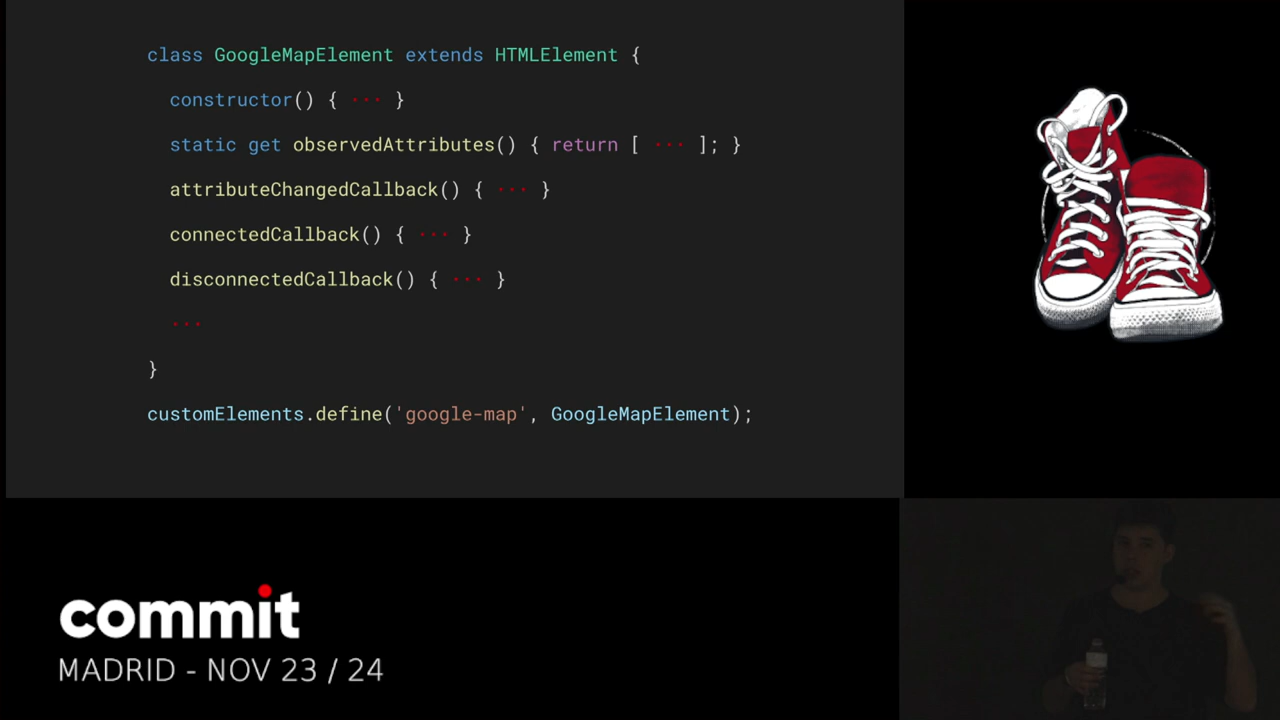 class GoogleMapElement extends HTMLElement {
constructor() { ··· }
static get observedAttributes() { return [ ··· ]; }
attributeChangedCallback() { ··· }
connectedCallback() { ··· }
disconnectedCallback() { ··· }
···
}
customElements.define('google-map', GoogleMapElement);
commit
MADRID - NOV 23 / 24